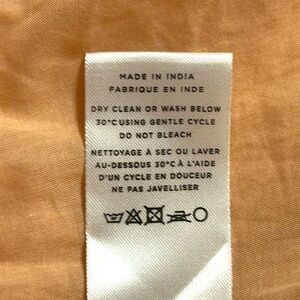 MADE IN INDIA
FABRIQUE EN INDE
DRY CLEAN OR WASH BELOW
30°C USING GENTLE CYCLE
DO NOT BLEACH
NETTOYAGE À SEC OU LAVER
AU-DESSOUS 30°C À L'AIDE
D'UN CYCLE EN DOUCEUR
NE PAS JAVELLISER